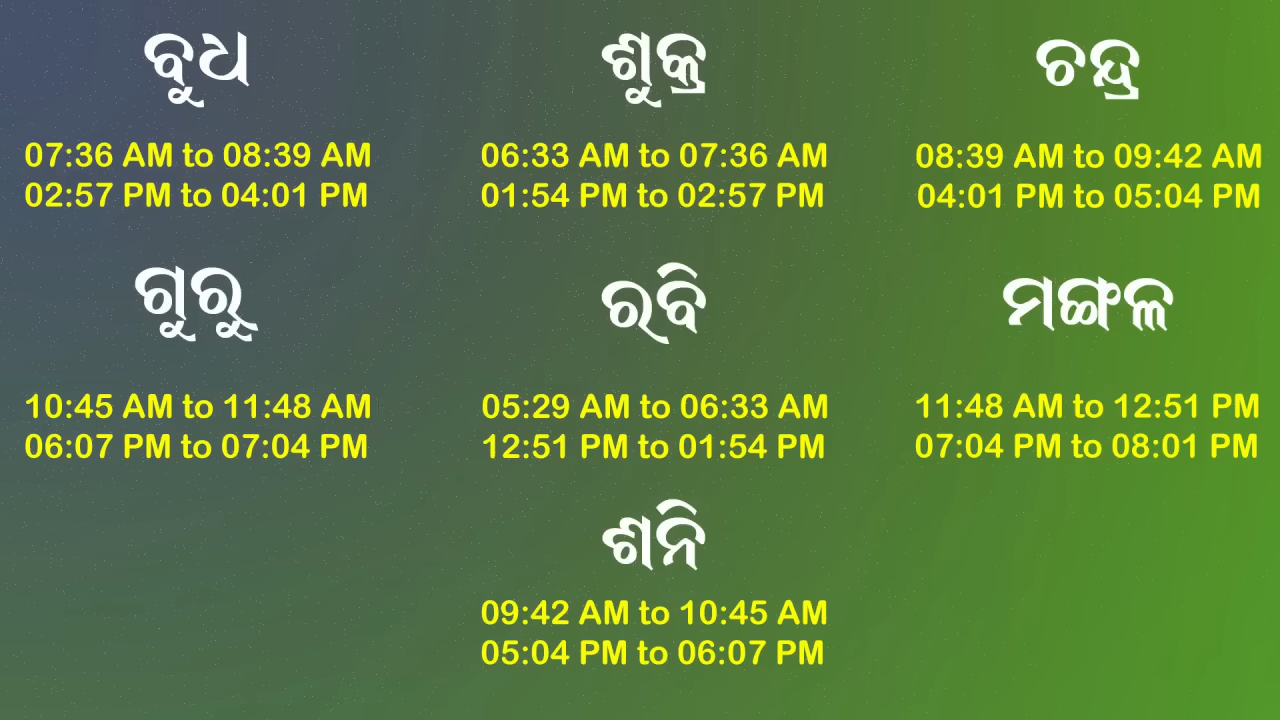 ବୁଧ
07:36 AM to 08:39 AM
02:57 PM to 04:01 PM
ଶୁକ୍ର
06:33 AM to 07:36 AM
01:54 PM to 02:57 PM
ଚନ୍ଦ୍ର
08:39 AM to 09:42 AM
04:01 PM to 05:04 PM
ଗୁରୁ
10:45 AM to 11:48 AM
06:07 PM to 07:04 PM
ରବି
05:29 AM to 06:33 AM
12:51 PM to 01:54 PM
ମଙ୍ଗଳ
11:48 AM to 12:51 PM
07:04 PM to 08:01 PM
ଶନି
09:42 AM to 10:45 AM
05:04 PM to 06:07 PM